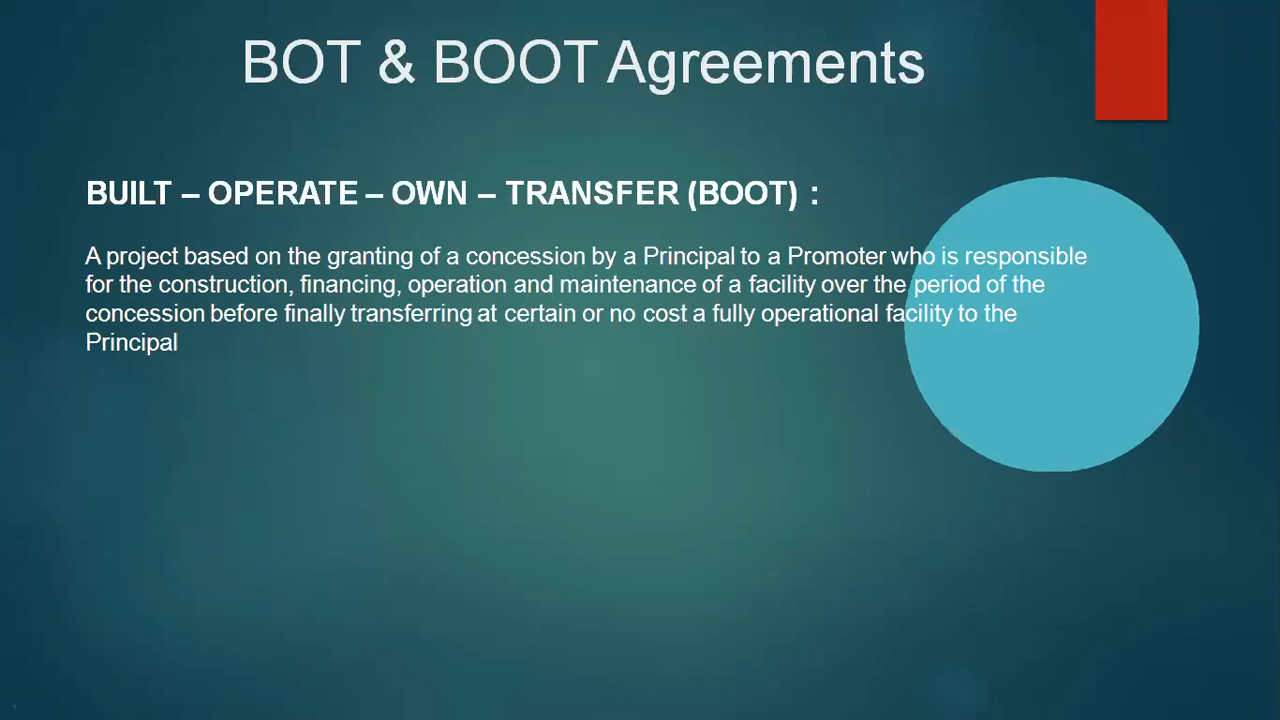 BOT & BOOT Agreements
BUILT – OPERATE – OWN – TRANSFER (BOOT) :
A project based on the granting of a concession by a Principal to a Promoter who is responsible
for the construction, financing, operation and maintenance of a facility over the period of the
concession before finally transferring at certain or no cost a fully operational facility to the
Principal